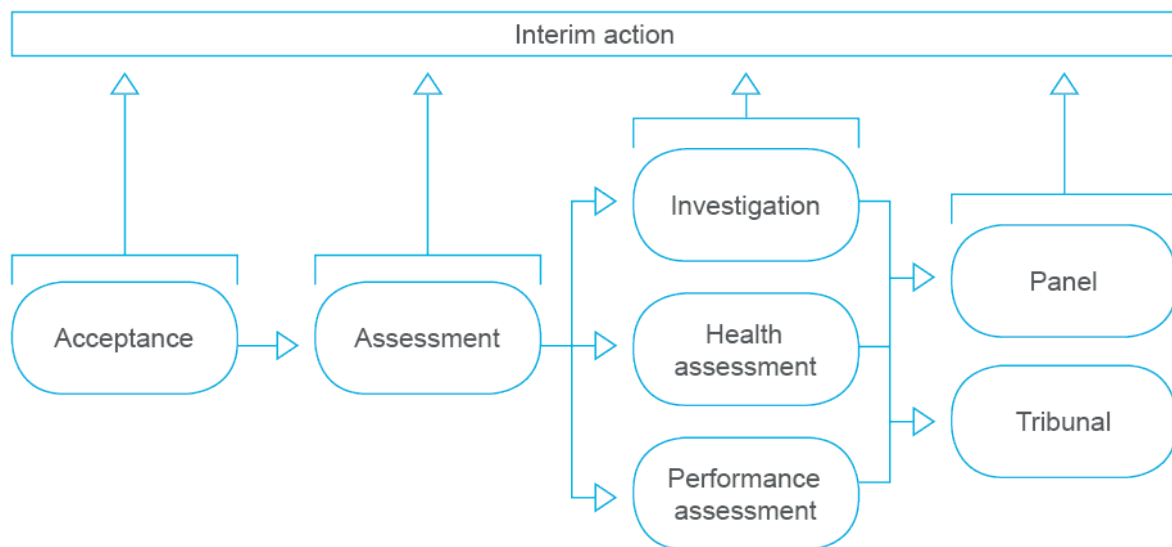 Interim action
Acceptance
Assessment
Investigation
Health
assessment
Performance
assessment
Panel
Tribunal